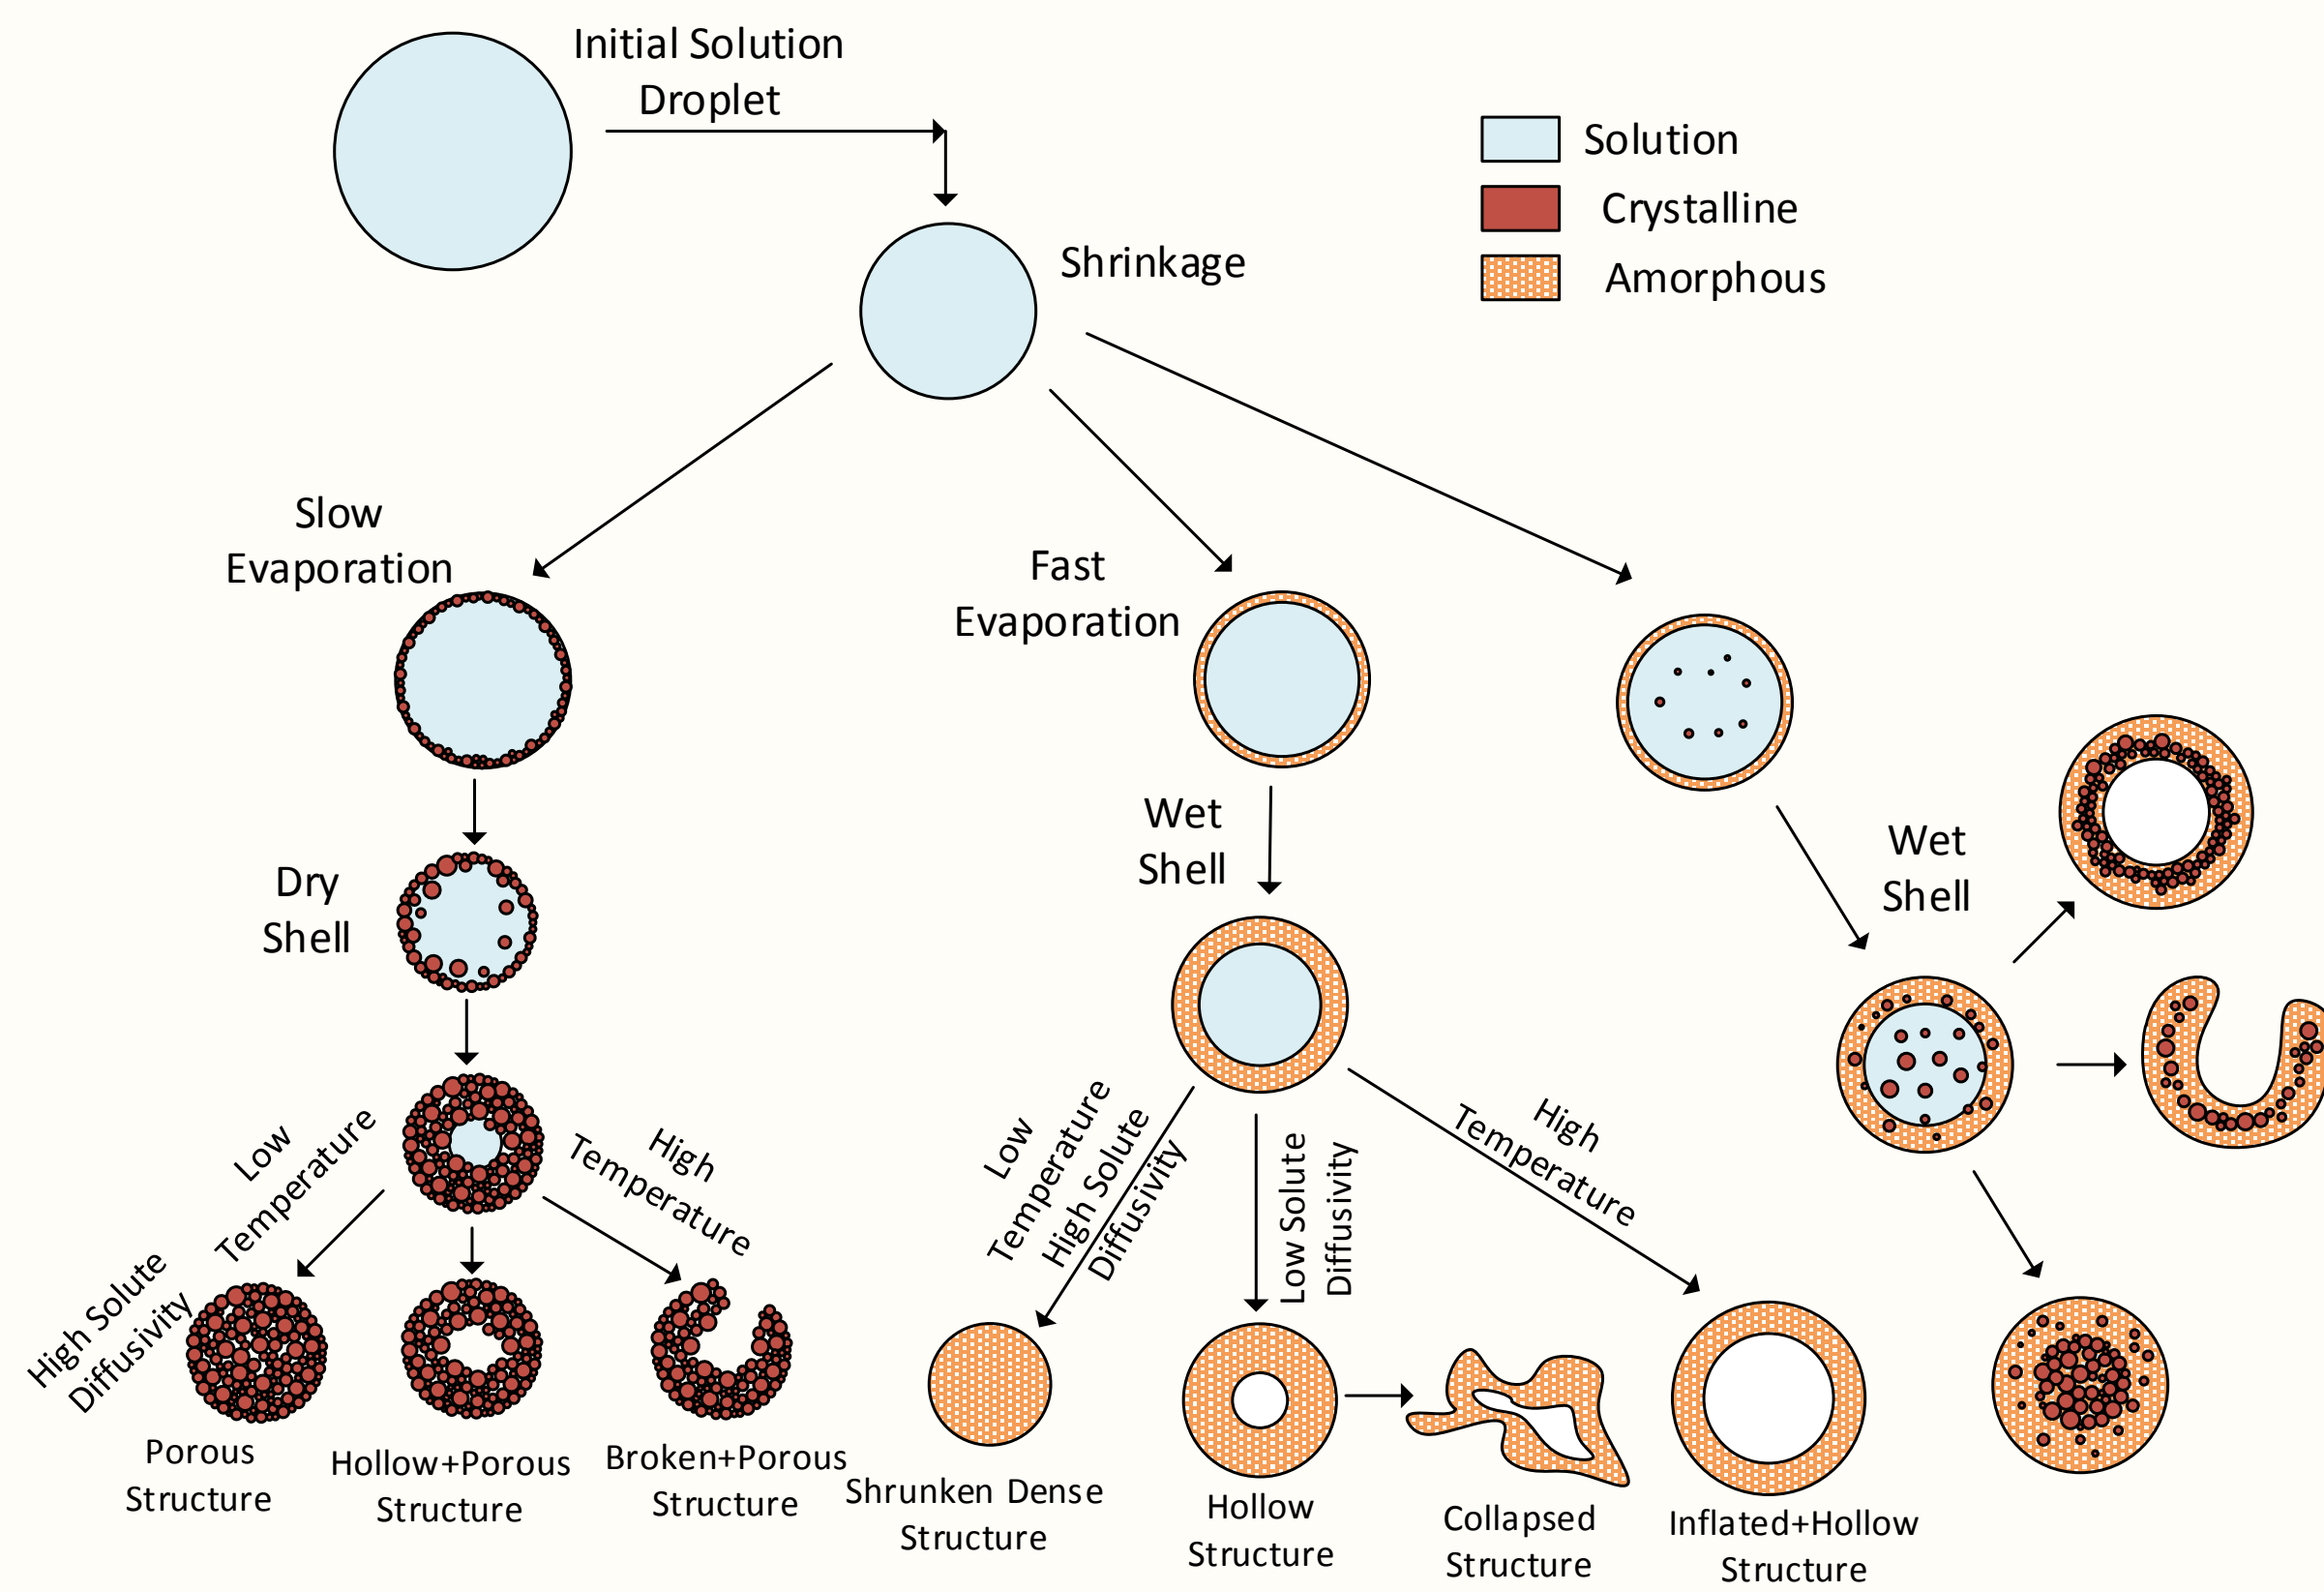 Initial Solution
Droplet
Solution
Crystalline
Amorphous
Shrinkage
Slow
Evaporation
Fast
Evaporation
Wet
Shell
Wet
Shell
Dry
Shell
Low
Temperature
High Solute
Diffusivity
High
Temperature
Low
Temperature
High Solute
Diffusivity
Low Solute
Diffusivity
High
Temperature
Porous
Structure
Hollow+Porous
Structure
Broken+Porous
Structure
Shrunken Dense
Structure
Hollow
Structure
Collapsed
Structure
Inflated+Hollow
Structure